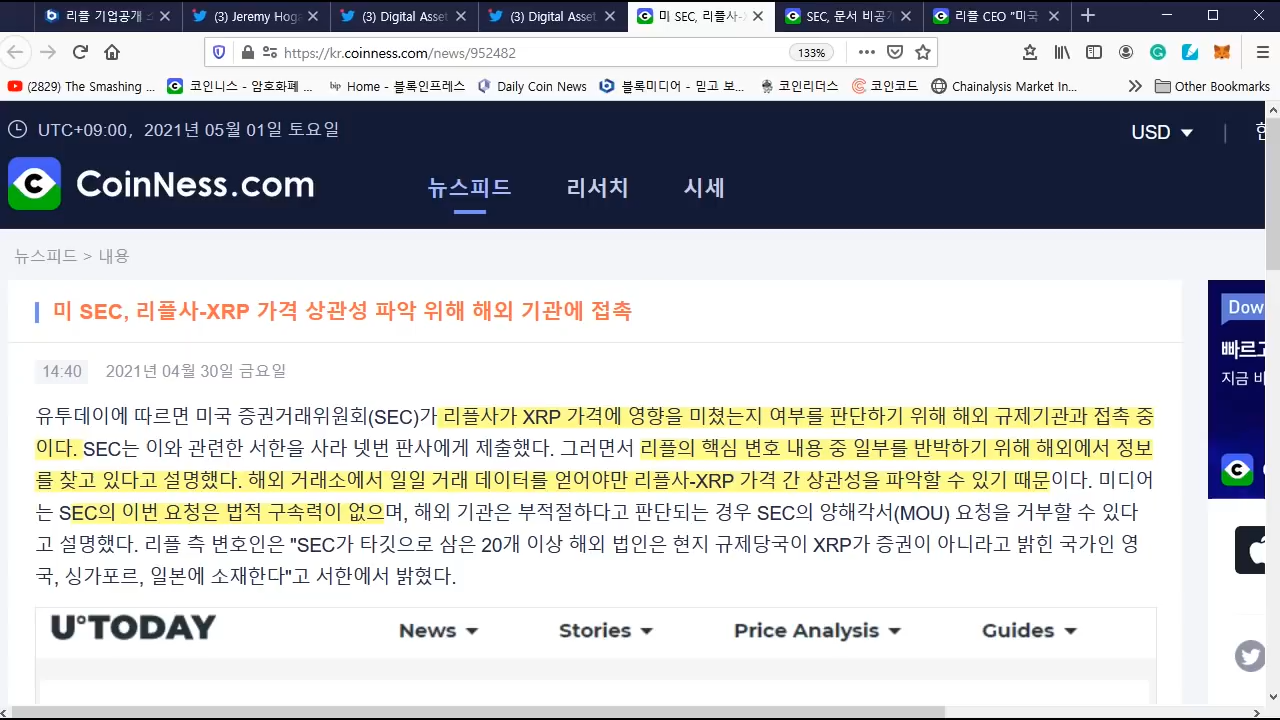 리플 기업공개
(3) Jeremy Hoga
(3) Digital Asset
(3) Digital Asset
미 SEC, 리플사-X
SEC, 문서 비공개
리플 CEO "미국
https://kr.coinness.com/news/952482
133%
(2829) The Smashing ...
코인니스 - 암호화폐 ...
bip Home - 블록인프레스
Daily Coin News
블록미디어 - 믿고 보...
코인리더스
코인코드
Chainalysis Market In...
Other Bookmarks
UTC+09:00, 2021년 05월 01일 토요일
USD
CoinNess.com
뉴스피드
리서치
시세
뉴스피드 > 내용
미 SEC, 리플사-XRP 가격 상관성 파악 위해 해외 기관에 접촉
14:40 2021년 04월 30일 금요일
유투데이에 따르면 미국 증권거래위원회(SEC)가 리플사가 XRP 가격에 영향을 미쳤는지 여부를 판단하기 위해 해외 규제기관과 접촉 중
이다. SEC는 이와 관련한 서한을 사라 넷번 판사에게 제출했다. 그러면서 리플의 핵심 변호 내용 중 일부를 반박하기 위해 해외에서 정보
를 찾고 있다고 설명했다. 해외 거래소에서 일일 거래 데이터를 얻어야만 리플사-XRP 가격 간 상관성을 파악할 수 있기 때문이다. 미디어
는 SEC의 이번 요청은 법적 구속력이 없으며, 해외 기관은 부적절하다고 판단되는 경우 SEC의 양해각서(MOU) 요청을 거부할 수 있다
고 설명했다. 리플 측 변호인은 "SEC가 타깃으로 삼은 20개 이상 해외 법인은 현지 규제당국이 XRP가 증권이 아니라고 밝힌 국가인 영
국, 싱가포르, 일본에 소재한다"고 서한에서 밝혔다.
Dow
빠르고
지금 바
U°TODAY
News
Stories
Price Analysis
Guides